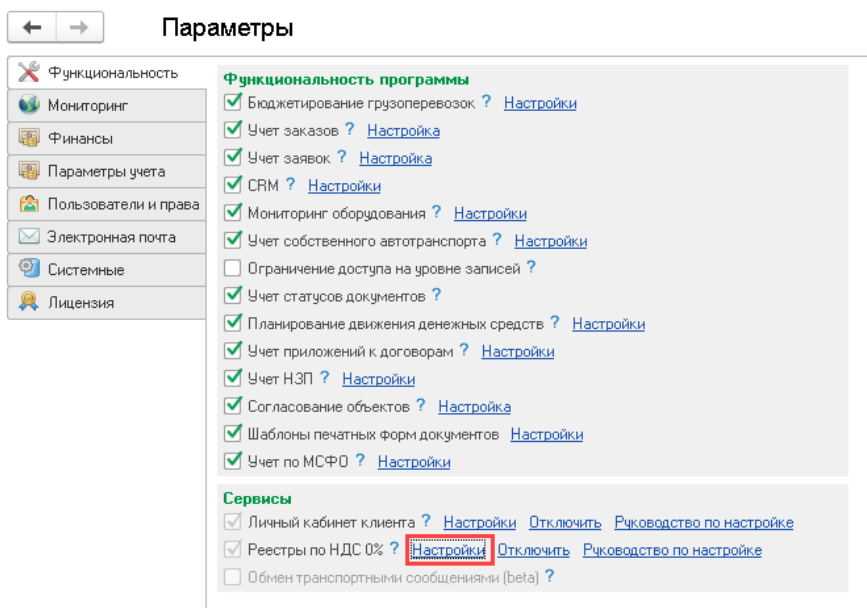 Параметры
Функциональность
Мониторинг
Финансы
Параметры учета
Пользователи и права
Электронная почта
Системные
Лицензия
Функциональность программы
Бюджетирование грузоперевозок ? Настройки
Учет заказов ? Настройка
Учет заявок ? Настройка
CRM ? Настройки
Мониторинг оборудования ? Настройки
Учет собственного автотранспорта ? Настройки
Ограничение доступа на уровне записей ?
Учет статусов документов ?
Планирование движения денежных средств ? Настройки
Учет приложений к договорам ? Настройки
Учет НЗП ? Настройки
Согласование объектов ? Настройка
Шаблоны печатных форм документов Настройки
Учет по МСФО ? Настройки
Сервисы
Личный кабинет клиента ? Настройки Отключить Руководство по настройке
Реестры по НДС 0% ? Настройки Отключить Руководство по настройке
Обмен транспортными сообщениями (beta) ?